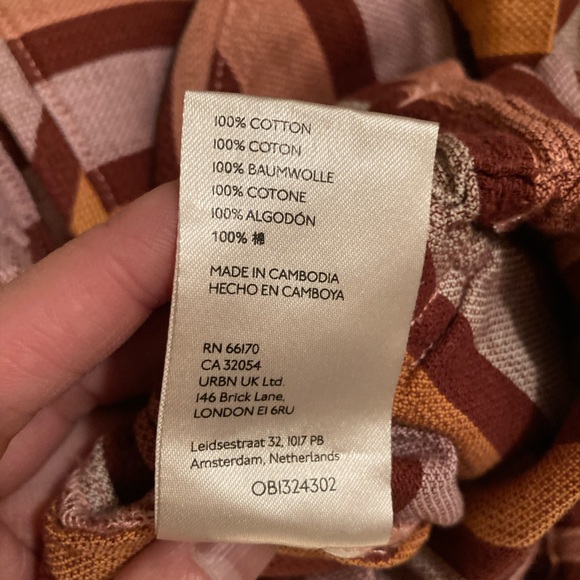 100% COTTON
100% COTON
100% BAUMWOLLE
100% COTONE
100% ALGODÓN
100% 棉
MADE IN CAMBODIA
HECHO EN CAMBOYA
RN 66170
CA 32054
URBN UK Ltd.
146 Brick Lane,
LONDON E1 6RU
Leidsestraat 32, 1017 PB
Amsterdam, Netherlands
OB1324302